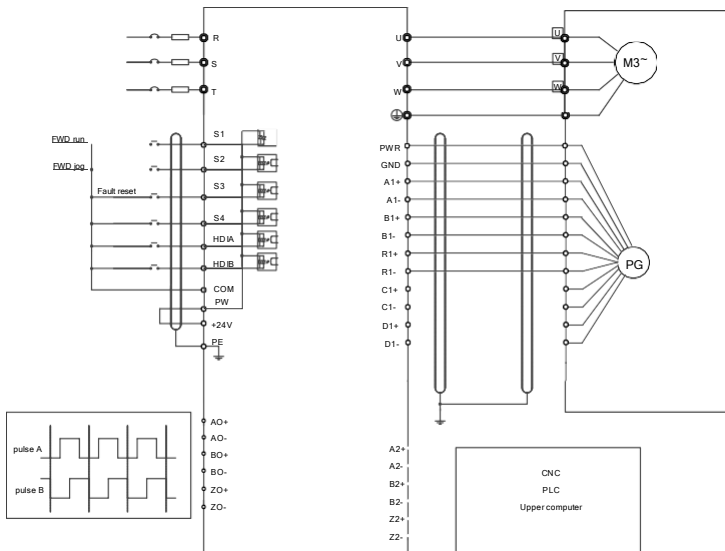 R
U
U
S
V
V
M3~
T
W
W
S1
FWD run
PWR
S2
GND
FWD jog
A1+
S3
Fault reset
A1-
S4
B1+
HDIA
B1-
R1+
PG
HDIB
R1-
COM
C1+
PW
C1-
+24V
D1+
PE
D1-
AO+
pulse A
AO-
BO+
pulse B
BO-
ZO+
ZO-
A2+
A2-
B2+
B2-
Z2+
Z2-
CNC
PLC
Upper computer